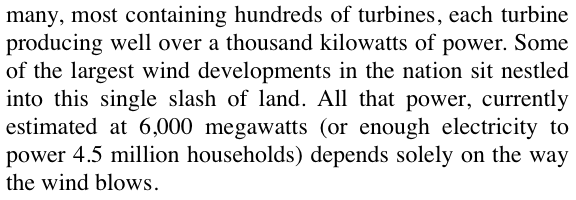 many, most containing hundreds of turbines, each turbine
producing well over a thousand kilowatts of power. Some
of the largest wind developments in the nation sit nestled
into this single slash of land. All that power, currently
estimated at 6,000 megawatts (or enough electricity to
power 4.5 million households) depends solely on the way
the wind blows.